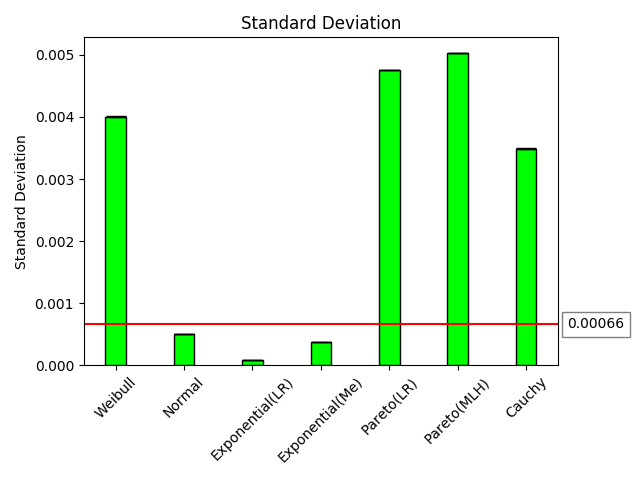 Standard Deviation
Standard Deviation
0.005
0.004
0.003
0.002
0.001
0.000
0.00066
Weibull
Normal
Exponential(LR)
Exponential(Me)
Pareto(LR)
Pareto(MLH)
Cauchy